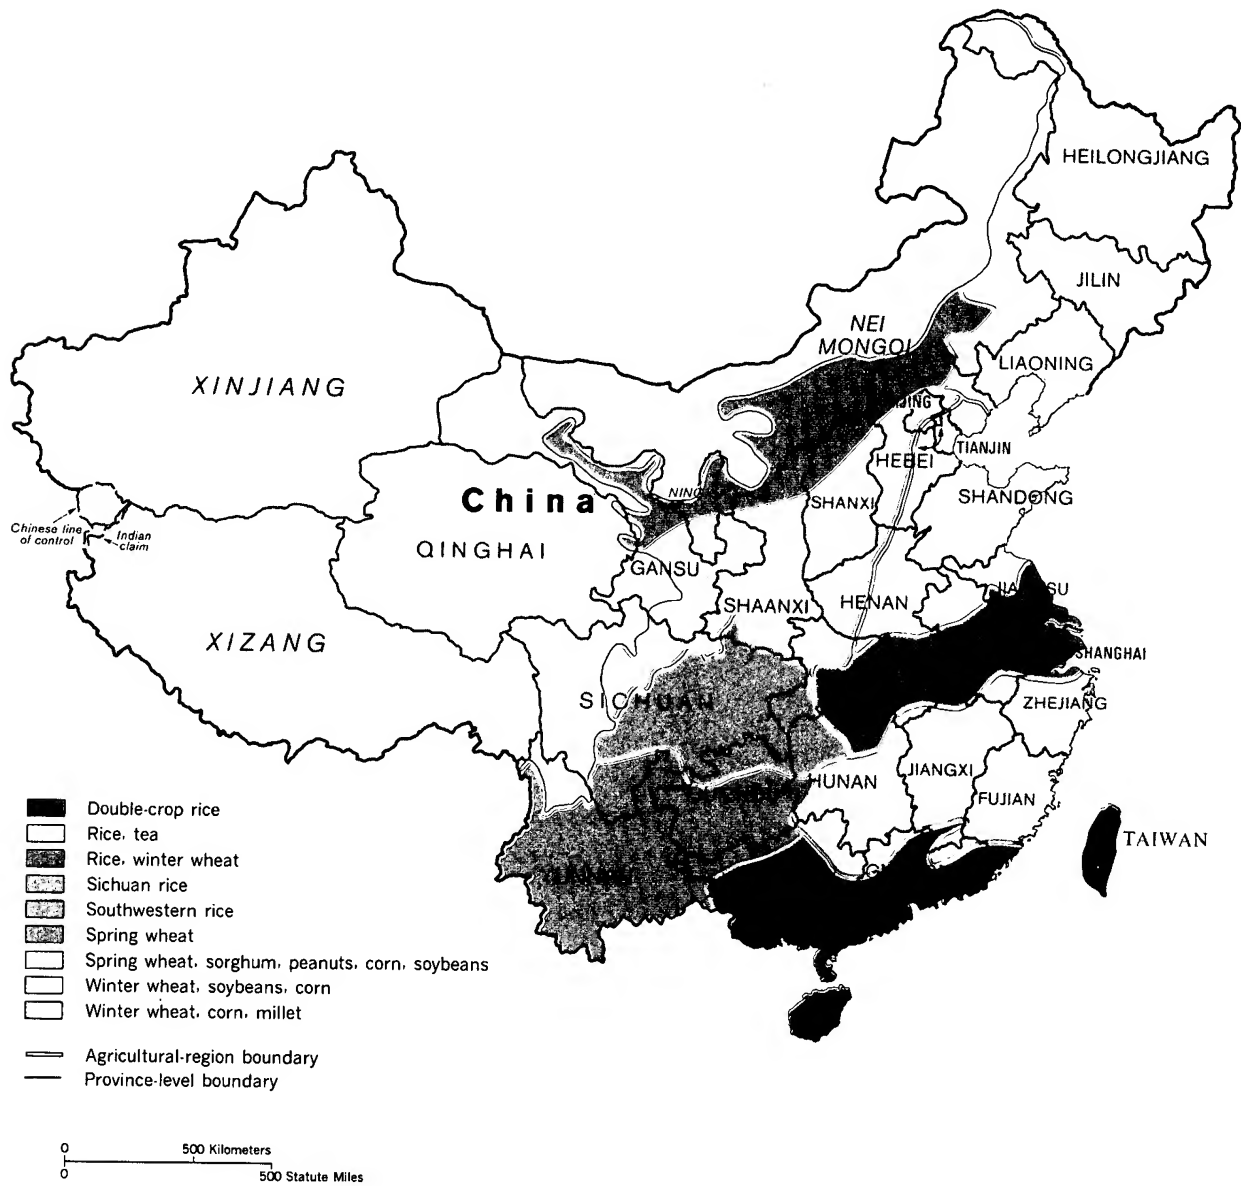 HEILONGJIANG
JILIN
NEI
MONGOL
LIAONING
XINJIANG
TIANJIN
HEBEI
China
SHANXI
SHANDONG
Chinese line
of control
Indian
claim
QINGHAI
GANSU
SHAANXI
HENAN
XIZANG
SHANGHAI
SICHUAN
ZHEJIANG
HUNAN
JIANGXI
FUJIAN
TAIWAN
Double-crop rice
Rice, tea
Rice, winter wheat
Sichuan rice
Southwestern rice
Spring wheat
Spring wheat, sorghum, peanuts, corn, soybeans
Winter wheat, soybeans, corn
Winter wheat, corn, millet
Agricultural-region boundary
Province-level boundary
0 500 Kilometers
0 500 Statute Miles